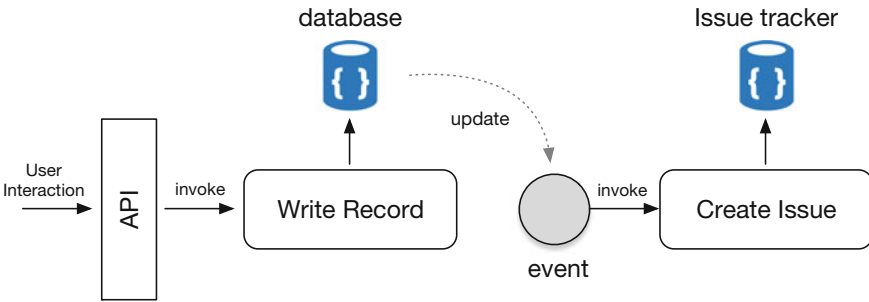 database
Issue tracker
{ }
{ }
update
User
Interaction
API
invoke
Write Record
invoke
Create Issue
event